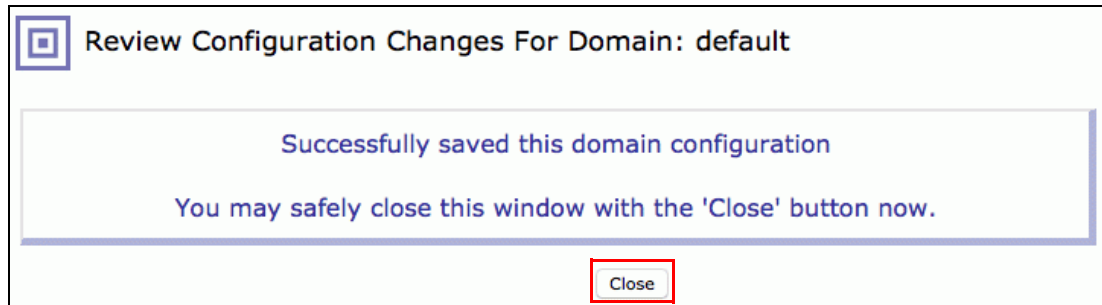 Review Configuration Changes For Domain: default
Successfully saved this domain configuration
You may safely close this window with the 'Close' button now.
Close